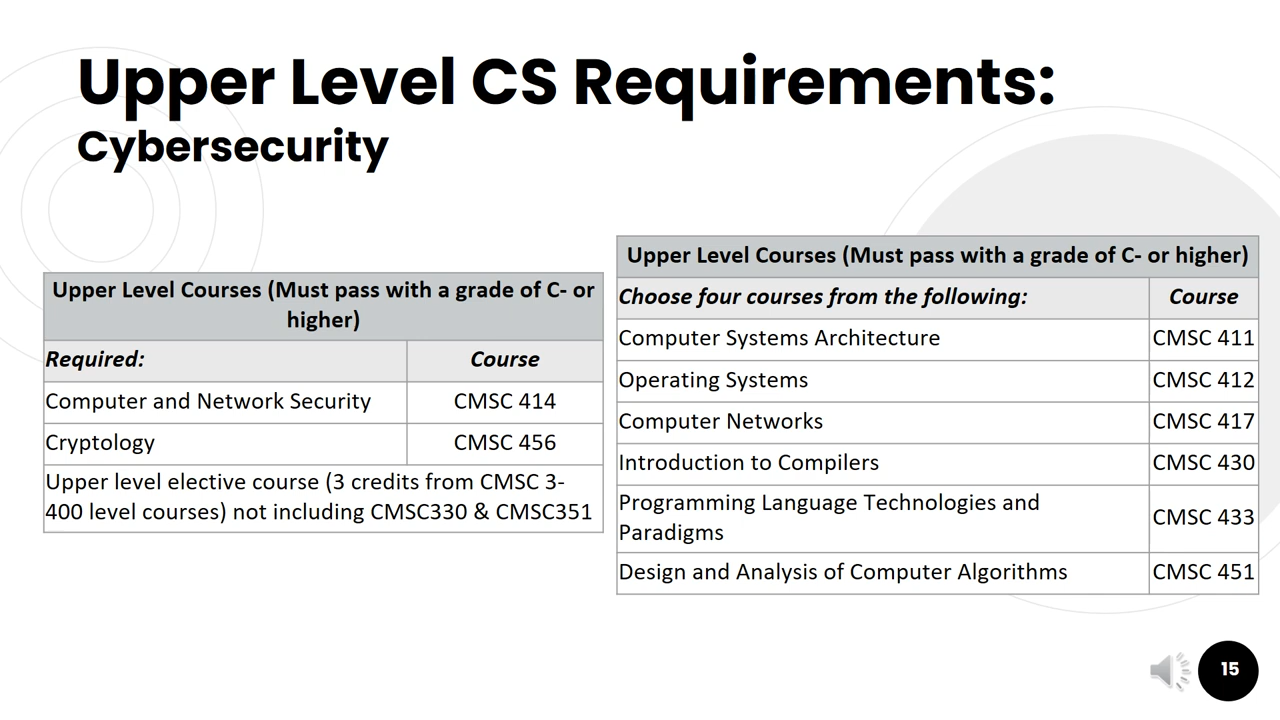 Upper Level CS Requirements:
Cybersecurity
Upper Level Courses (Must pass with a grade of C- or
higher)
Required: Course
Computer and Network Security CMSC 414
Cryptology CMSC 456
Upper level elective course (3 credits from CMSC 3-
400 level courses) not including CMSC330 & CMSC351
Upper Level Courses (Must pass with a grade of C- or higher)
Choose four courses from the following: Course
Computer Systems Architecture CMSC 411
Operating Systems CMSC 412
Computer Networks CMSC 417
Introduction to Compilers CMSC 430
Programming Language Technologies and
Paradigms CMSC 433
Design and Analysis of Computer Algorithms CMSC 451
15